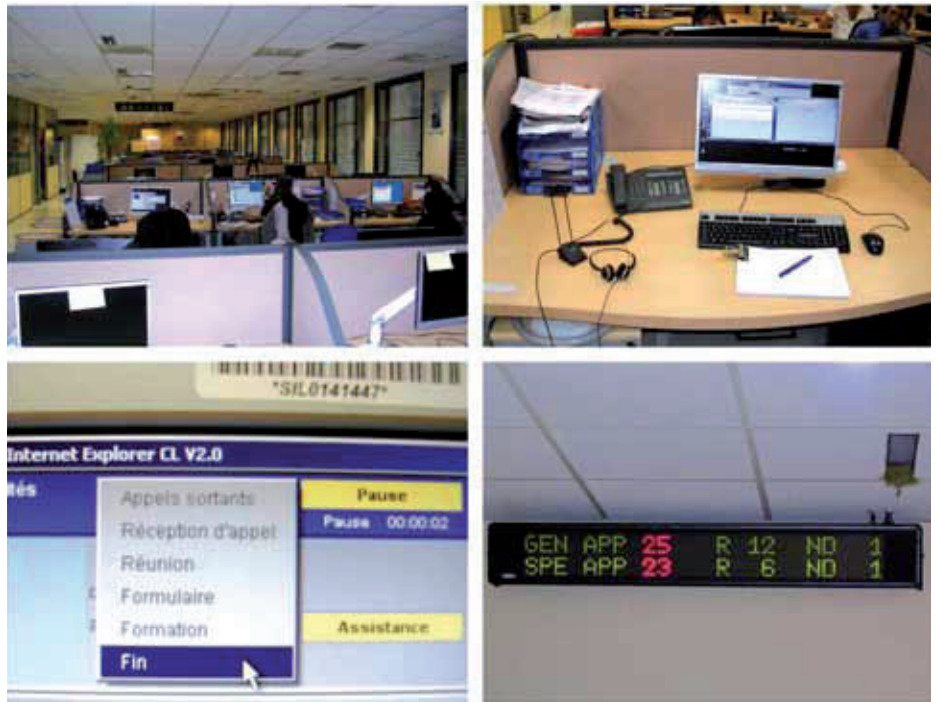 *SIL0141447*
Internet Explorer CL V2.0
tés
Appels sortants
Pause
Réception d'appel
Pause 00:00:02
Réunion
Formulaire
Formation
Assistance
Fin
GEN APP 25 R 12 ND 1
SPE APP 23 R 6 ND 1